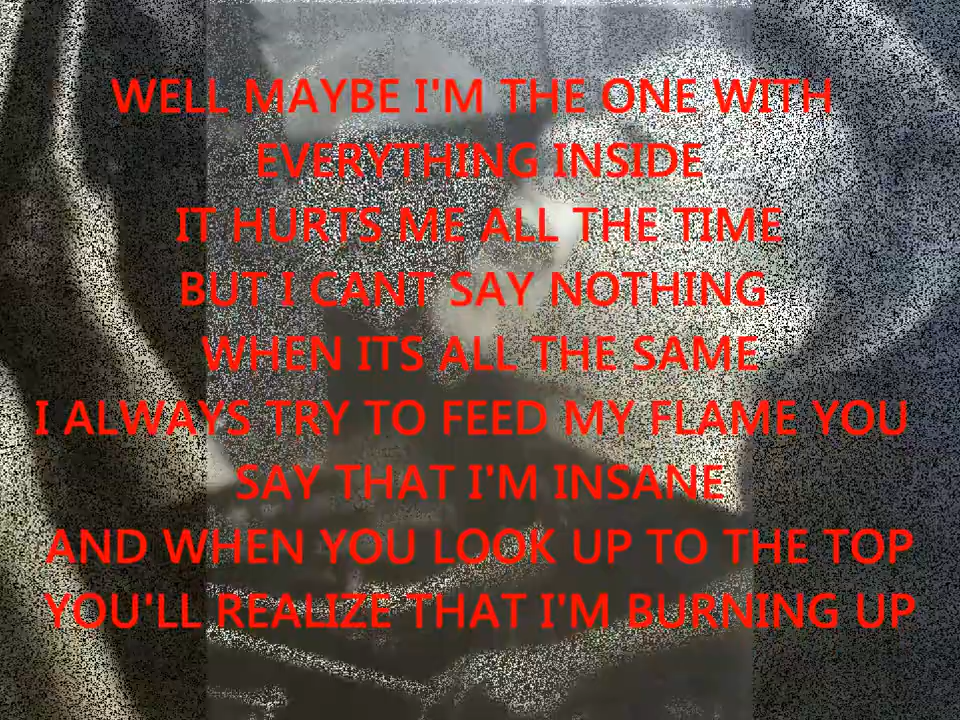 WELL MAYBE I'M THE ONE WITH
EVERYTHING INSIDE
IT HURTS ME ALL THE TIME
BUT I CANT SAY NOTHING
WHEN ITS ALL THE SAME
I ALWAYS TRY TO FEED MY FLAME YOU
SAY THAT I'M INSANE
AND WHEN YOU LOOK UP TO THE TOP
YOU'LL REALIZE THAT I'M BURNING UP